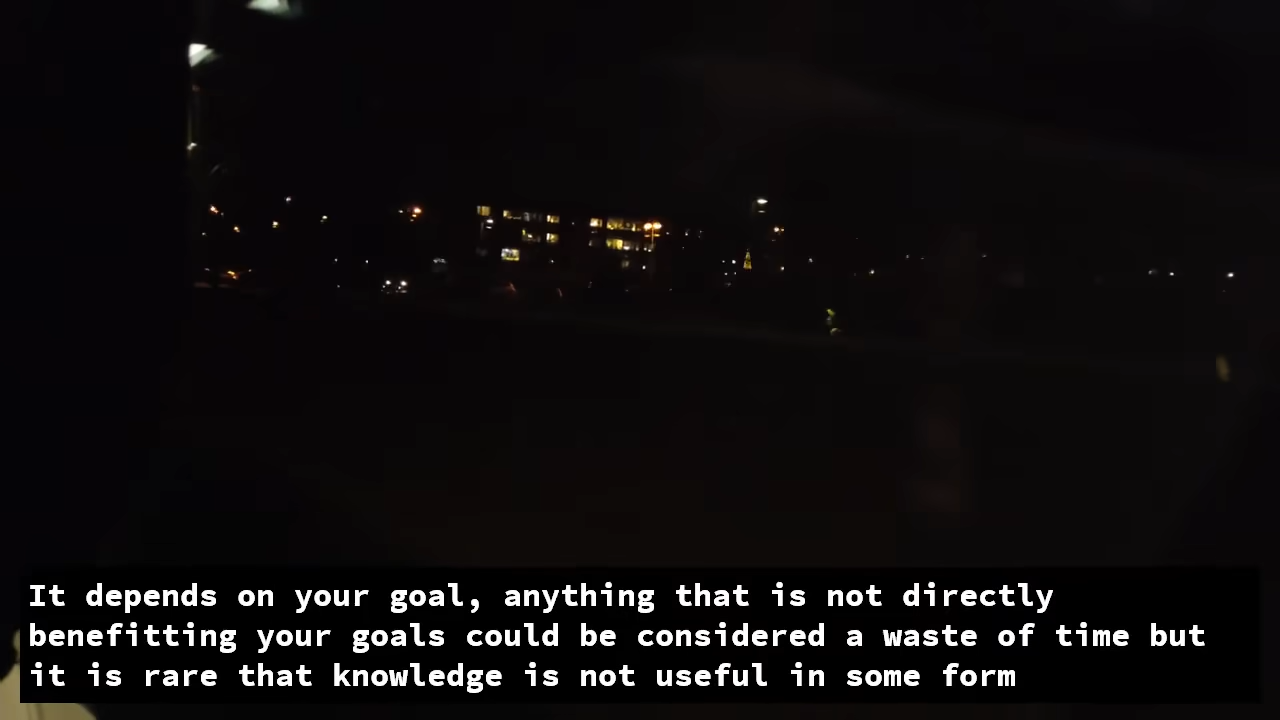 It depends on your goal, anything that is not directly
benefitting your goals could be considered a waste of time but
it is rare that knowledge is not useful in some form